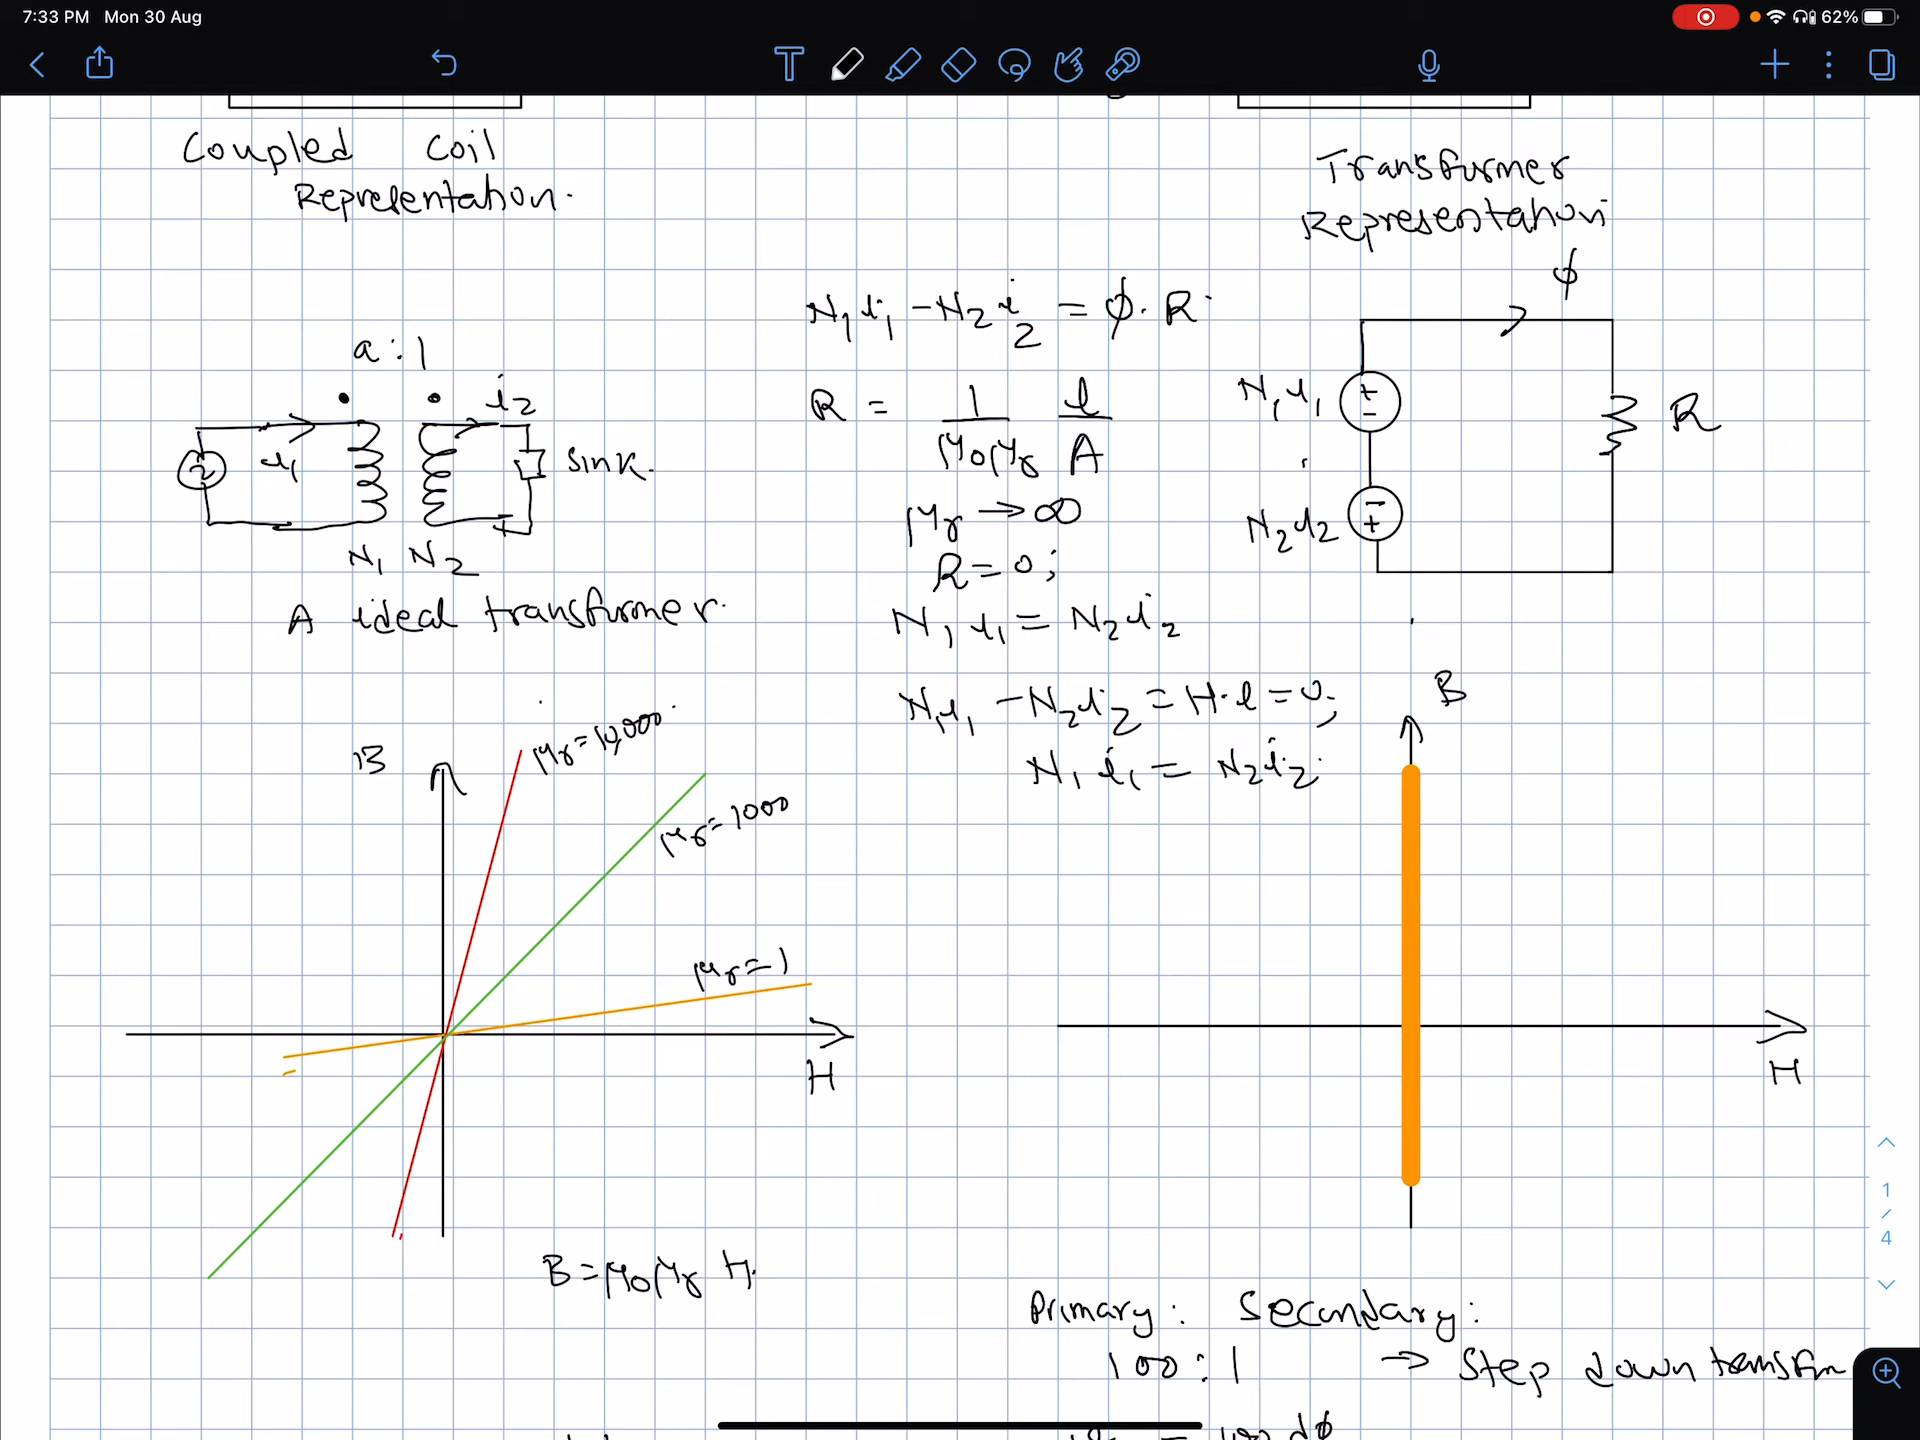 7:33 PM Mon 30 Aug
62%
Coupled Coil
Representation.
Transformer
Representation
ϕ
N₁i₁ − N₂i₂ = ϕ. R
a : 1
i₂
i₁
sink.
N₁ N₂
A ideal transformer.
R = 1/μ₀μᵣ l/A
μᵣ → ∞
R = 0;
N₁i₁ = N₂i₂
N₁i₁ + -
N₂i₂ - +
R
N₁i₁ − N₂i₂ = H·l = 0;
N₁i₁ = N₂i₂.
B
μᵣ = 10,000.
μᵣ = 1000
μᵣ = 1
H
B = μ₀μᵣ H.
B
H
Primary : Secondary :
100 : 1 → Step down
1
/
4